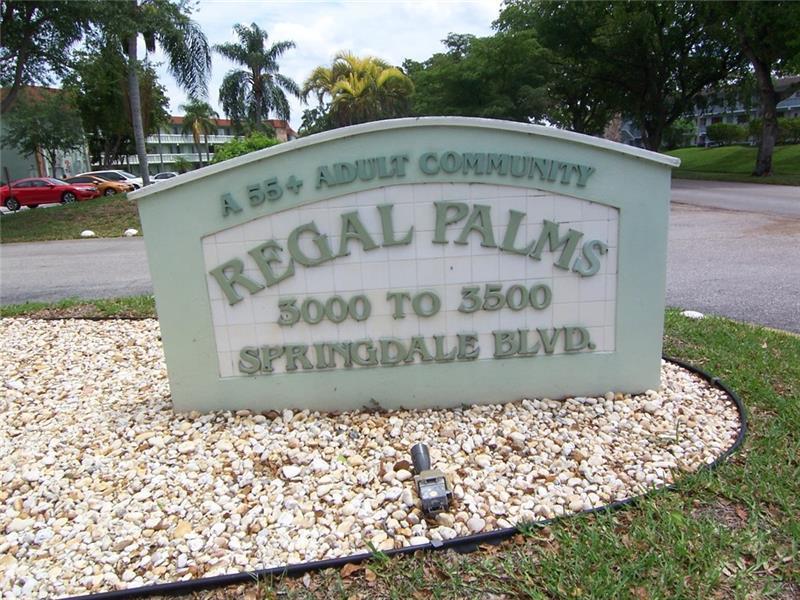 A 55+ ADULT COMMUNITY
REGAL PALMS
3000 TO 3500
SPRINGDALE BLVD.